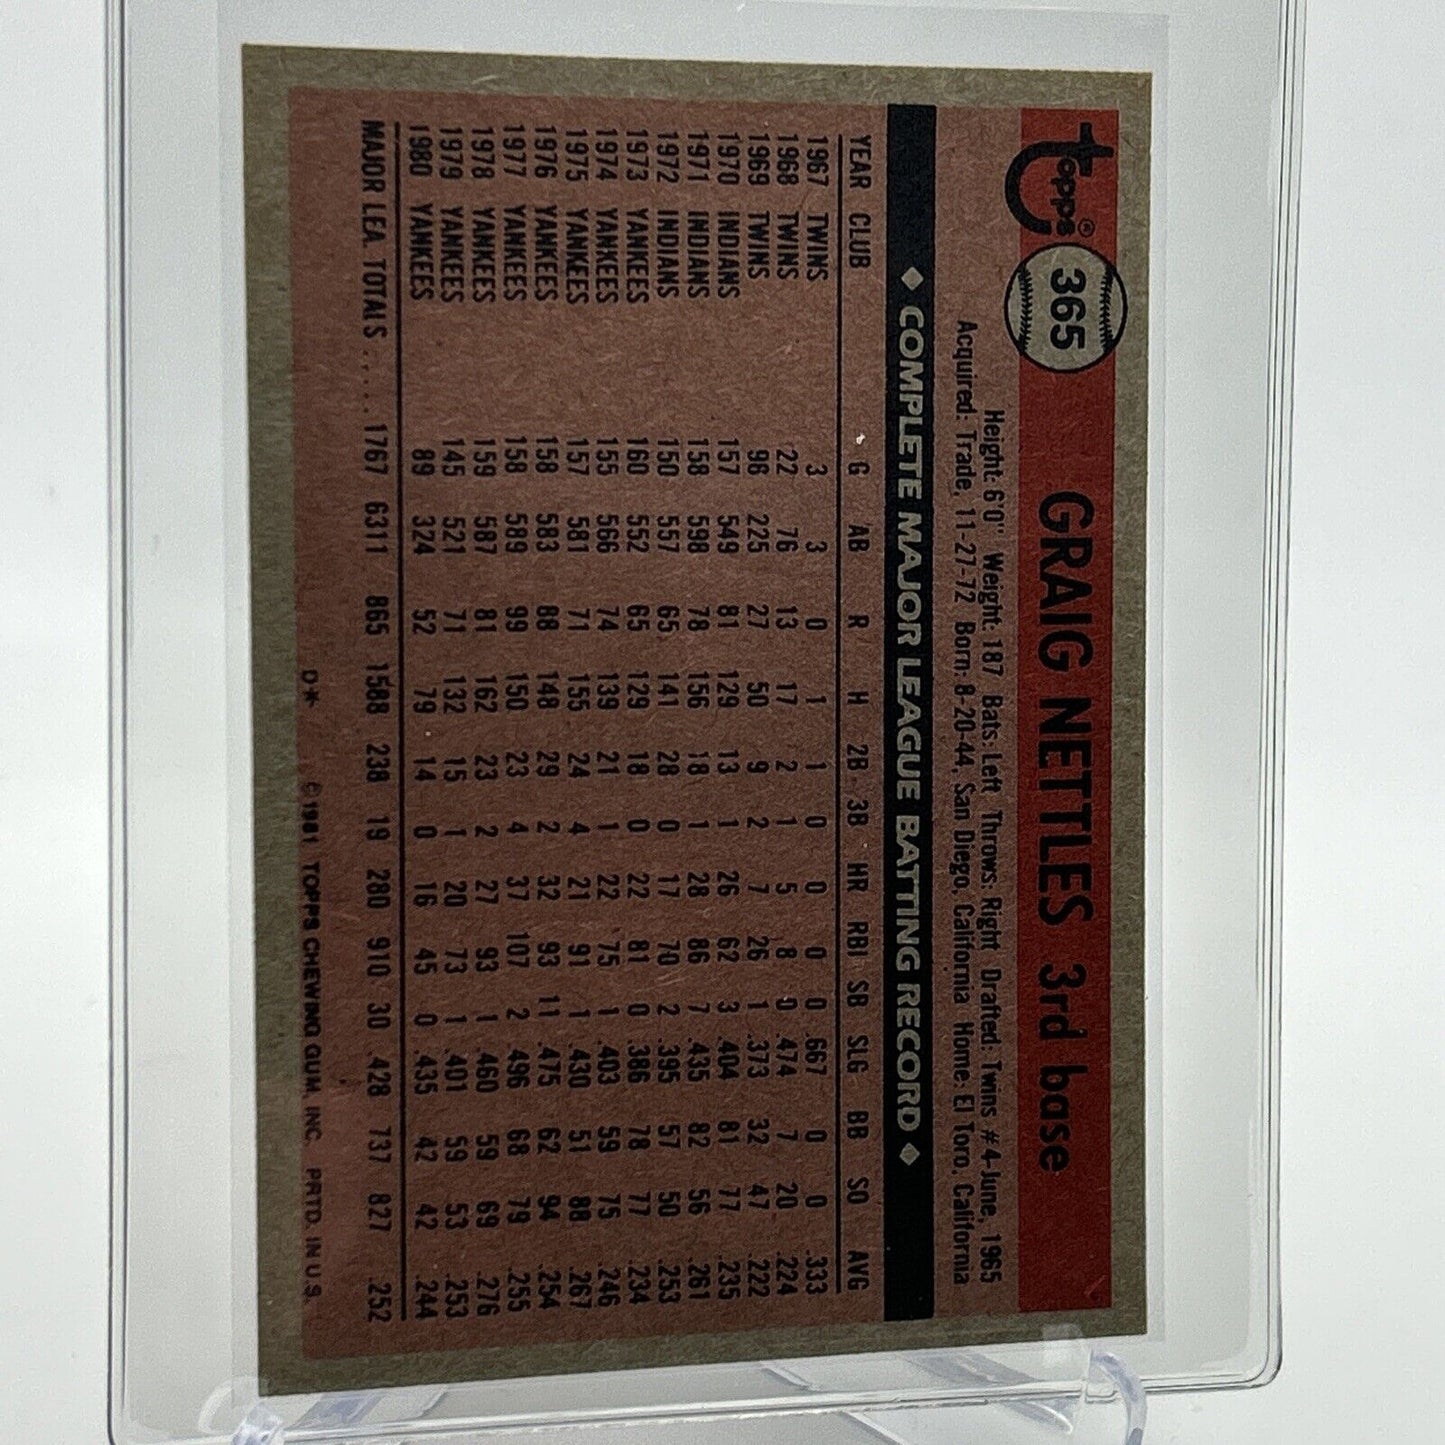 topps®
365
GRAIG NETTLES 3rd base
Height: 6'0" Weight: 187 Bats: Left Throws: Right Drafted: Twins #4-June, 1965
Acquired: Trade, 11-27-72 Born: 8-20-44, San Diego, California Home: El Toro, California
◆ COMPLETE MAJOR LEAGUE BATTING RECORD ◆
YEAR CLUB G AB R H 2B 3B HR RBI SB SLG BB SO AVG
1967 TWINS 3 3 0 1 1 0 0 0 0 .667 0 0 .333
1968 TWINS 22 76 13 17 2 1 5 8 0 .474 7 20 .224
1969 TWINS 96 225 27 50 9 2 7 26 1 .373 32 47 .222
1970 INDIANS 157 549 81 129 13 1 26 62 3 .404 81 77 .235
1971 INDIANS 158 598 78 156 18 1 28 86 7 .435 82 56 .261
1972 INDIANS 150 557 65 141 28 0 17 70 2 .395 57 50 .253
1973 YANKEES 160 552 65 129 18 0 22 81 0 .386 78 77 .234
1974 YANKEES 155 566 74 139 21 1 22 75 1 .403 59 75 .246
1975 YANKEES 157 581 71 155 24 4 21 91 1 .430 51 88 .267
1976 YANKEES 158 583 88 148 29 2 32 93 11 .475 62 94 .254
1977 YANKEES 158 589 99 150 23 4 37 107 2 .496 68 79 .255
1978 YANKEES 159 587 81 162 23 2 27 93 1 .460 59 69 .276
1979 YANKEES 145 521 71 132 15 1 20 73 1 .401 59 53 .253
1980 YANKEES 89 324 52 79 14 0 16 45 0 .435 42 42 .244
MAJOR LEA. TOTALS ..... 1767 6311 865 1588 238 19 280 910 30 .428 737 827 .252
D* © 1981 TOPPS CHEWING GUM, INC. PRTD. IN U.S.